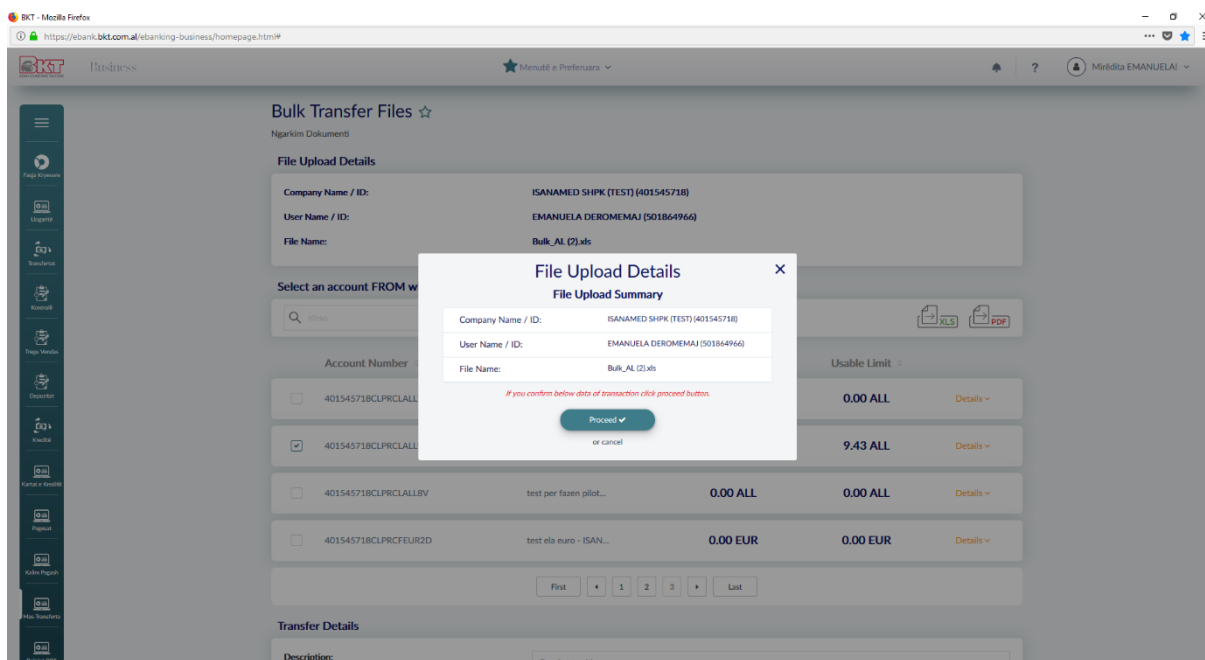 BKT - Mozilla Firefox
https://ebank.bkt.com.al/ebanking-business/homepage.html#
BKT Business Menutë e Preferuara ? Mirëdita EMANUELA!
Bulk Transfer Files
Ngarkim Dokumenti
Faqja Kryesore
File Upload Details
Company Name / ID: ISANAMED SHPK (TEST) (401545718)
Llogaritë
User Name / ID: EMANUELA DEROMEMAJ (501864966)
File Name: Bulk_AL (2).xls
Transfertat
File Upload Details
File Upload Summary
Select an account FROM w
Kontrolli
Company Name / ID: ISANAMED SHPK (TEST) (401545718)
XLS PDF
User Name / ID: EMANUELA DEROMEMAJ (501864966)
File Name: Bulk_AL (2).xls
Account Number Usable Limit
Depozitat
If you confirm below data of transaction click proceed button.
401545718CLPRCLALL 0.00 ALL Details
Proceed
or cancel
Kreditë
401545718CLPRCLALL 9.43 ALL Details
Kartat e Kreditit
401545718CLPRCLALLBV test per fazen pilot... 0.00 ALL 0.00 ALL Details
Pagesat
401545718CLPRCFEUR2D test ela euro - ISAN... 0.00 EUR 0.00 EUR Details
Kalim Pagash
First 1 2 3 Last
Mas Transferta
Transfer Details
Description: